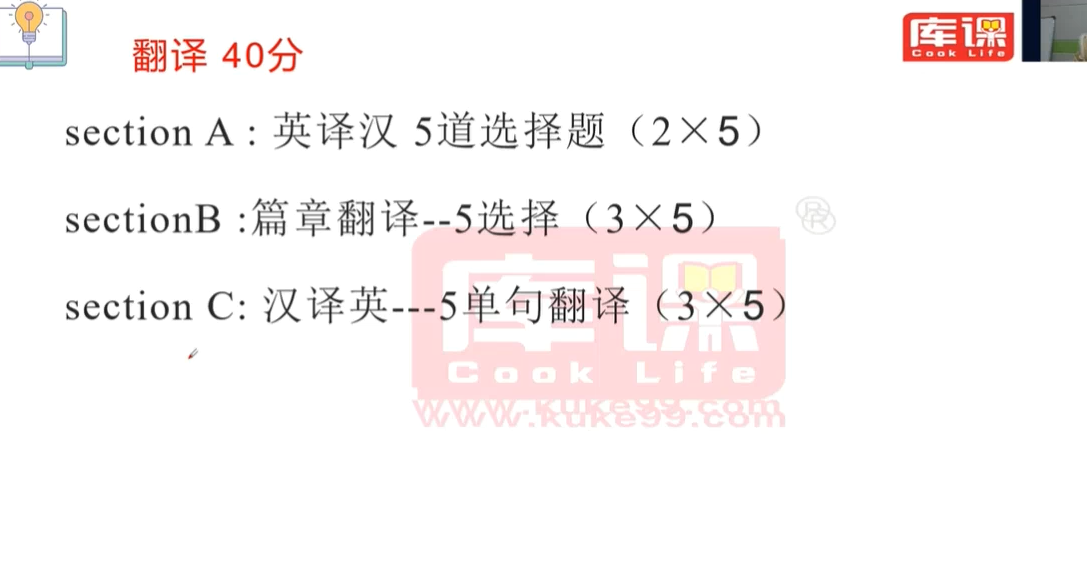 翻译 40分
库课
Cook Life
section A : 英译汉 5道选择题（2×5）
sectionB :篇章翻译--5选择（3×5）
section C: 汉译英---5单句翻译（3×5）
库课
Cook Life
www.kuke99.com